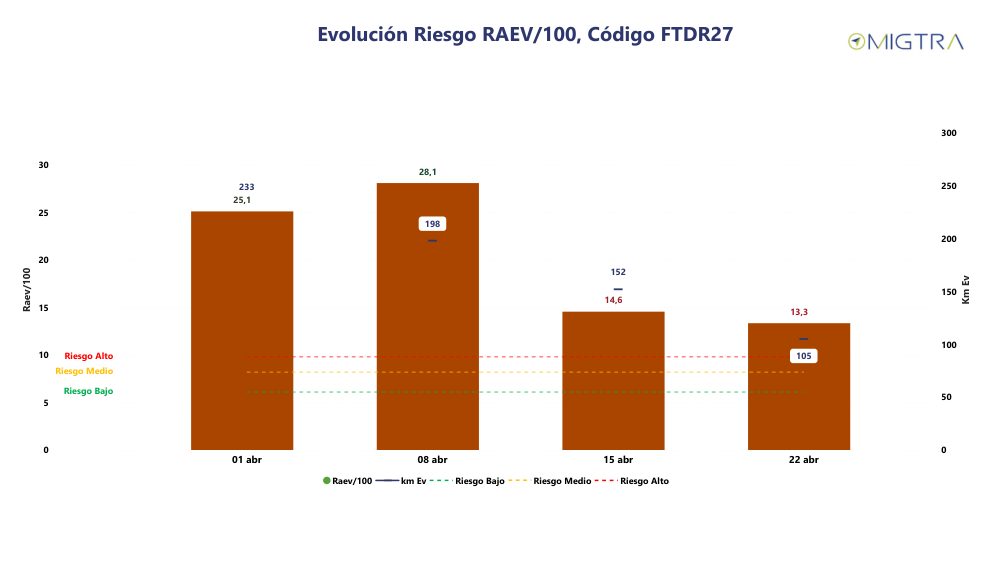 Evolución Riesgo RAEV/100, Código FTDR27
MIGTRA
300
30
28,1
233
250
25,1
25
198
200
20
152
Raev/100
Km Ev
150
15
14,6
13,3
100
10
Riesgo Alto
105
Riesgo Medio
Riesgo Bajo
50
5
0
0
01 abr
08 abr
15 abr
22 abr
Raev/100
km Ev
Riesgo Bajo
Riesgo Medio
Riesgo Alto